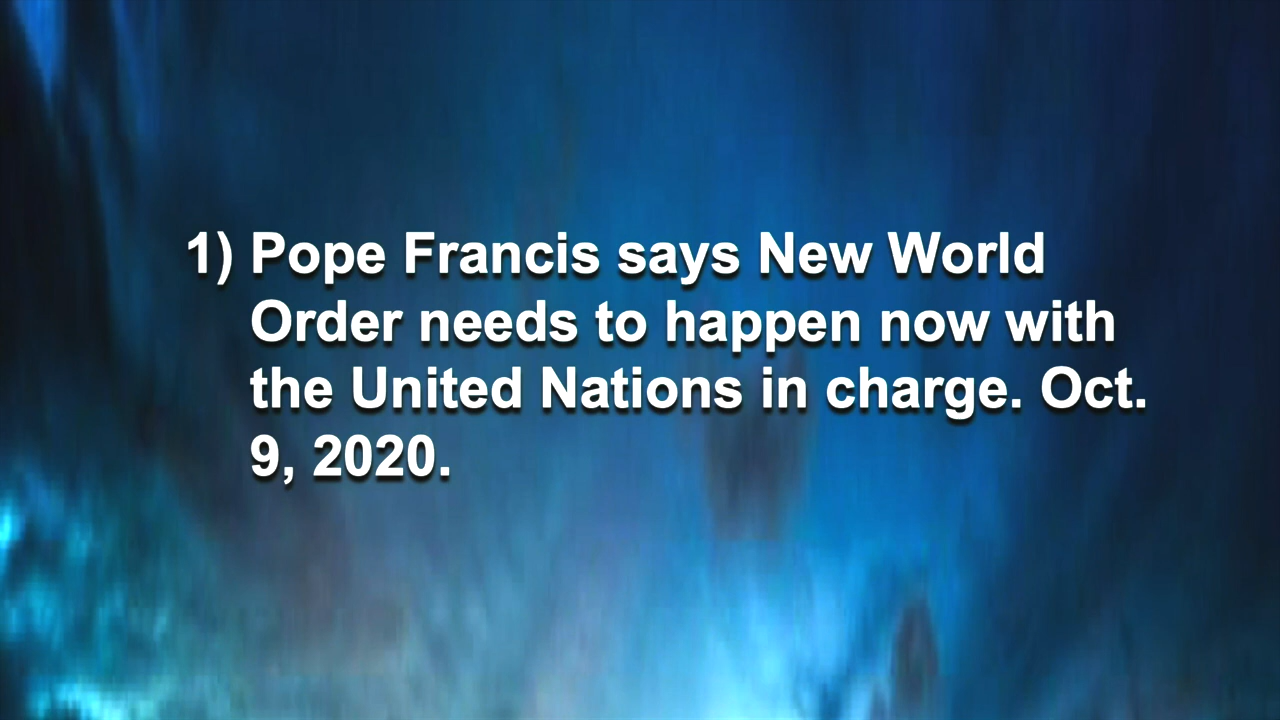 1) Pope Francis says New World
Order needs to happen now with
the United Nations in charge. Oct.
9, 2020.